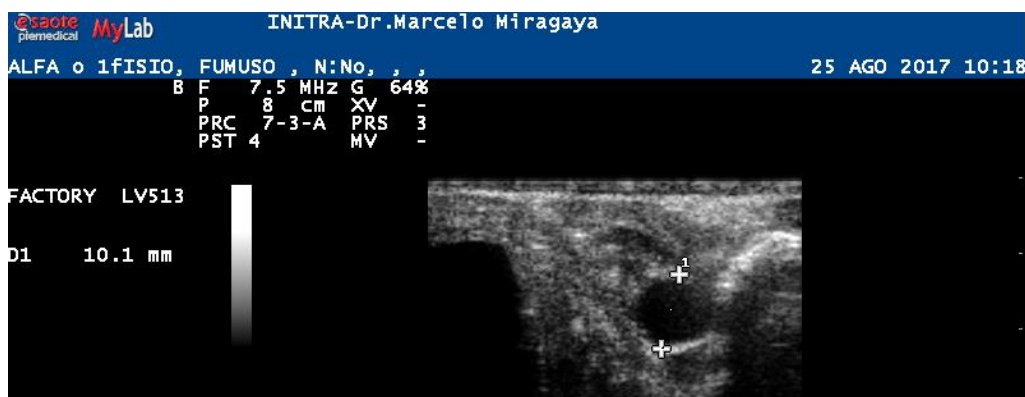 esaote
piemedical MyLab
INITRA-Dr.Marcelo Miragaya
ALFA o 1fISIO, FUMUSO , N:No, , ,
25 AGO 2017 10:18
B F 7.5 MHz G 64%
P 8 cm XV -
PRC 7-3-A PRS 3
PST 4 MV -
FACTORY LV513
D1 10.1 mm
1